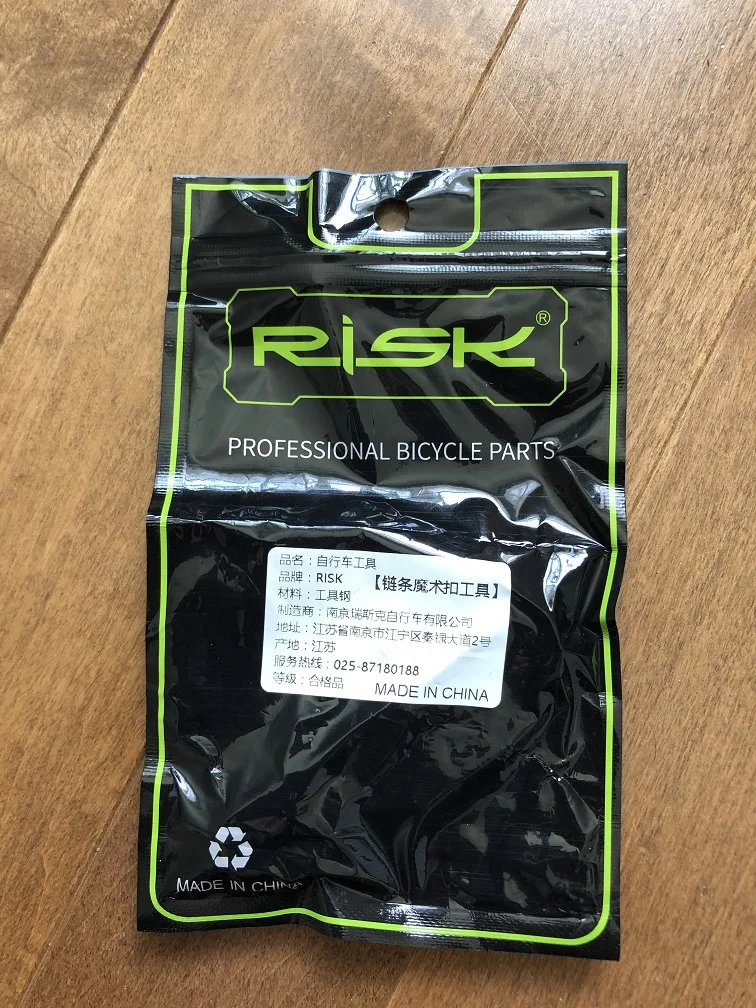 RiSK®
PROFESSIONAL BICYCLE PARTS
品名：自行车工具
品牌：RISK 【链条魔术扣工具】
材料：工具钢
制造商：南京瑞斯克自行车有限公司
地址：江苏省南京市江宁区秦禄大道2号
产地：江苏
服务热线：025-87180188
等级：合格品 MADE IN CHINA
MADE IN CHINA